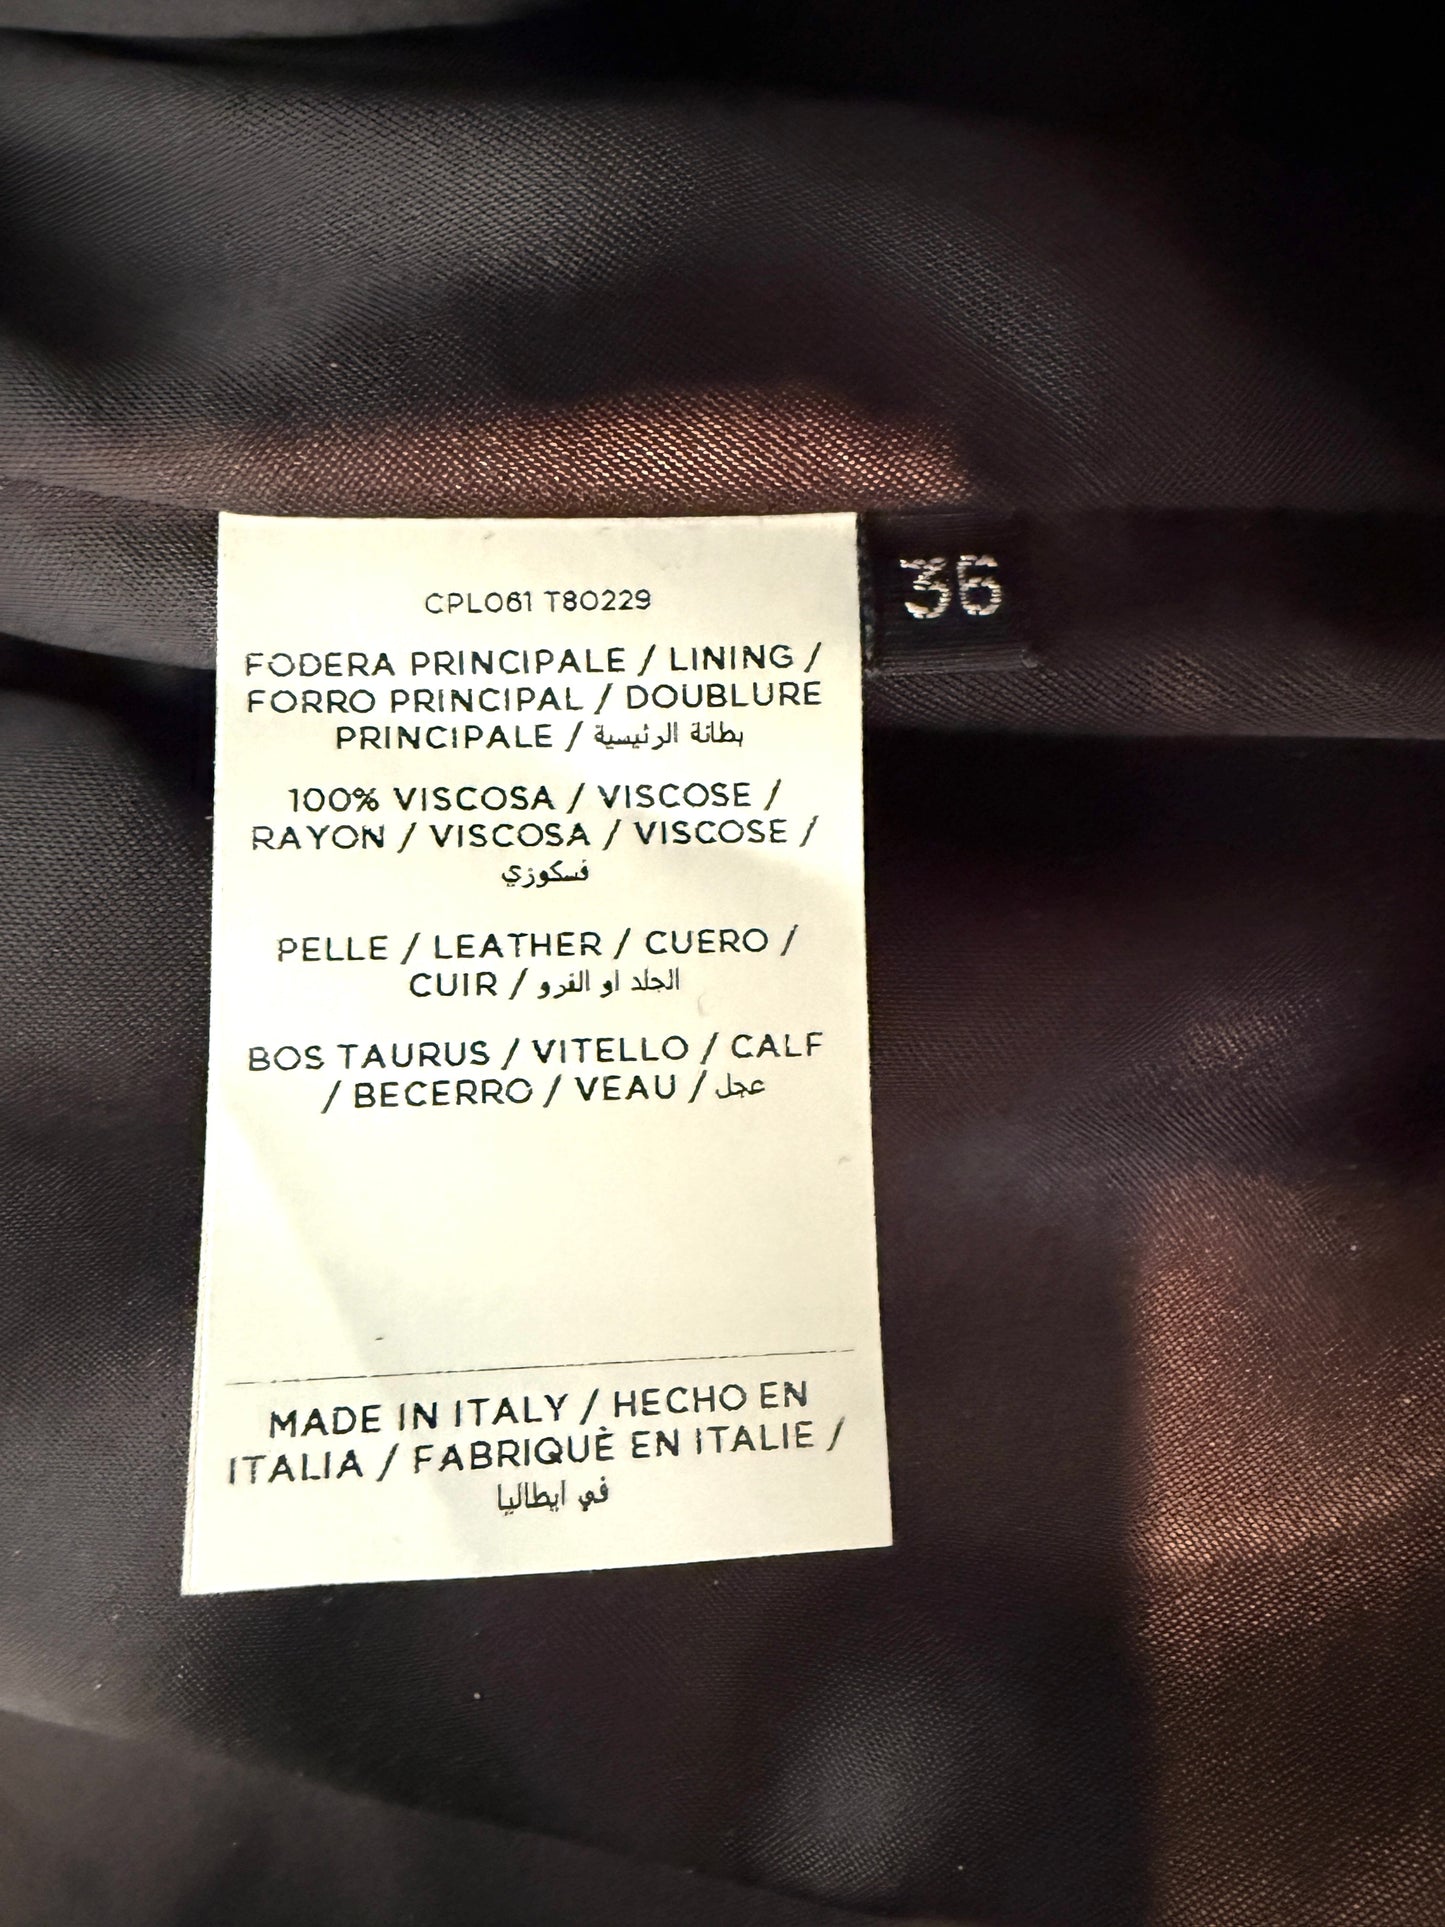 CPL061 T80229
36
FODERA PRINCIPALE / LINING /
FORRO PRINCIPAL / DOUBLURE
PRINCIPALE / بطانة الرئيسية
100% VISCOSA / VISCOSE /
RAYON / VISCOSA / VISCOSE /
فسكوزي
PELLE / LEATHER / CUERO /
CUIR / الجلد او الفرو
BOS TAURUS / VITELLO / CALF
/ BECERRO / VEAU / عجل
MADE IN ITALY / HECHO EN
ITALIA / FABRIQUÈ EN ITALIE /
في ايطاليا